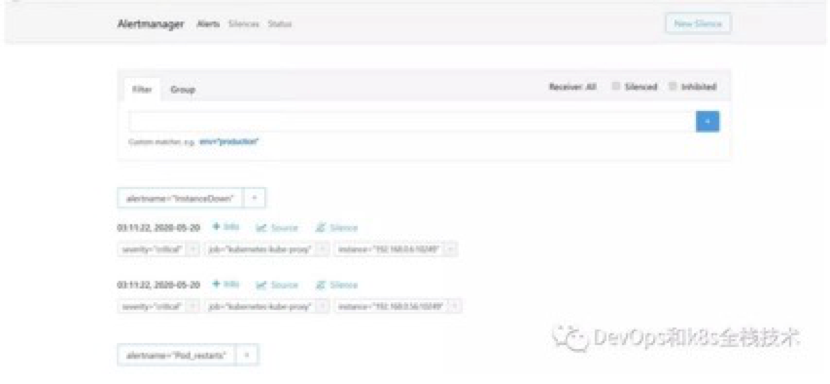 Alertmanager Alerts Silences Status New Silence
Filter Group Receiver: All Silenced Inhibited
+
Custom matcher, e.g. env="production"
alertname="InstanceDown" +
03:11:22, 2020-05-20 + Info Source Silence
severity="critical" + job="kubernetes-kube-proxy" + instance="192.168.0.6:10249" +
03:11:22, 2020-05-20 + Info Source Silence
severity="critical" + job="kubernetes-kube-proxy" + instance="192.168.0.56:10249" +
DevOps和k8s全栈技术
alertname="Pod_restarts" +